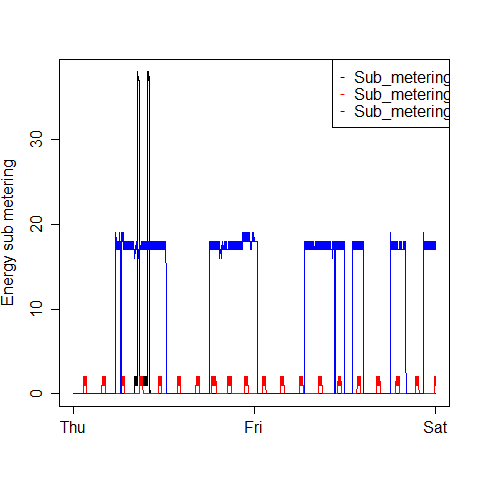 Sub_metering
Sub_metering
Sub_metering
Energy sub metering
30
20
10
0
Thu Fri Sat